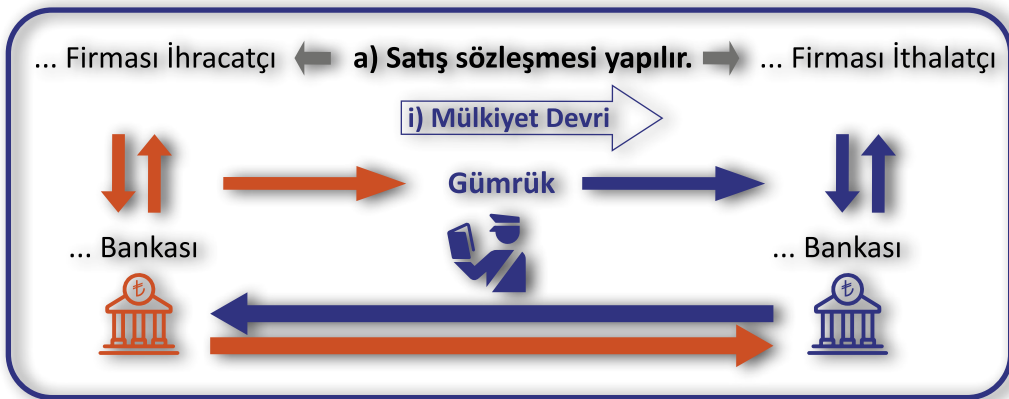 ... Firması İhracatçı a) Satış sözleşmesi yapılır. ... Firması İthalatçı
i) Mülkiyet Devri
Gümrük
... Bankası ... Bankası
₺ ₺